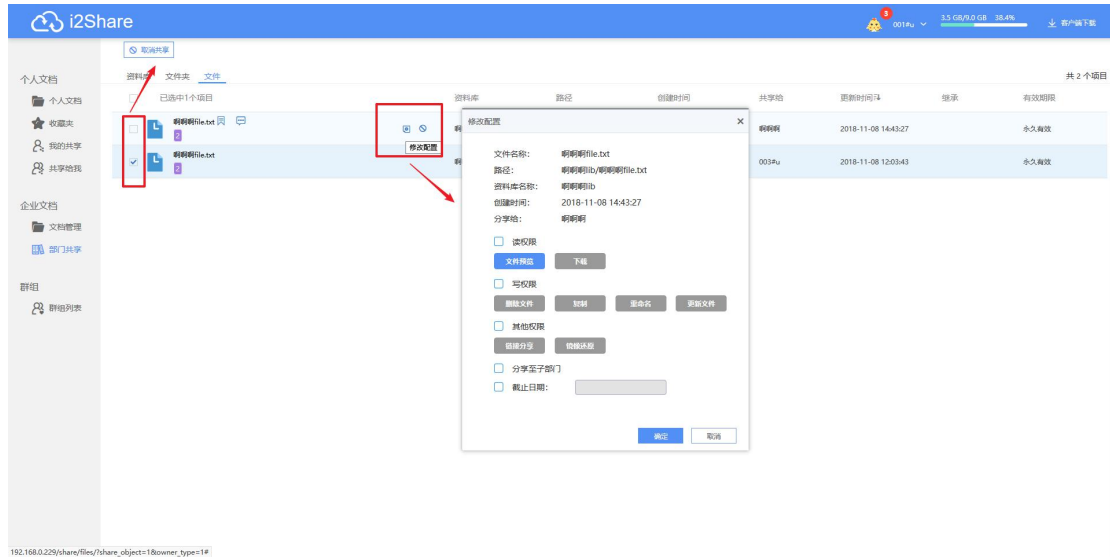 i2Share
3
001#u
3.5 GB/9.0 GB 38.4%
客户端下载
取消共享
个人文档
个人文档
收藏夹
我的共享
共享给我
企业文档
文档管理
部门共享
群组
群组列表
资料库 文件夹 文件
共 2 个项目
已选中1个项目 资料库 路径 创建时间 共享给 更新时间 继承 有效期限
啊啊啊file.txt
2
啊啊啊 2018-11-08 14:43:27 永久有效
修改配置
啊啊啊file.txt
2
003#u 2018-11-08 12:03:43 永久有效
修改配置 ×
文件名称: 啊啊啊file.txt
路径: 啊啊啊lib/啊啊啊file.txt
资料库名称: 啊啊啊lib
创建时间: 2018-11-08 14:43:27
分享给: 啊啊啊
读权限
文件预览 下载
写权限
删除文件 复制 重命名 更新文件
其他权限
链接分享 镜像还原
分享至子部门
截止日期:
确定 取消
192.168.0.229/share/files/?share_object=1&owner_type=1#